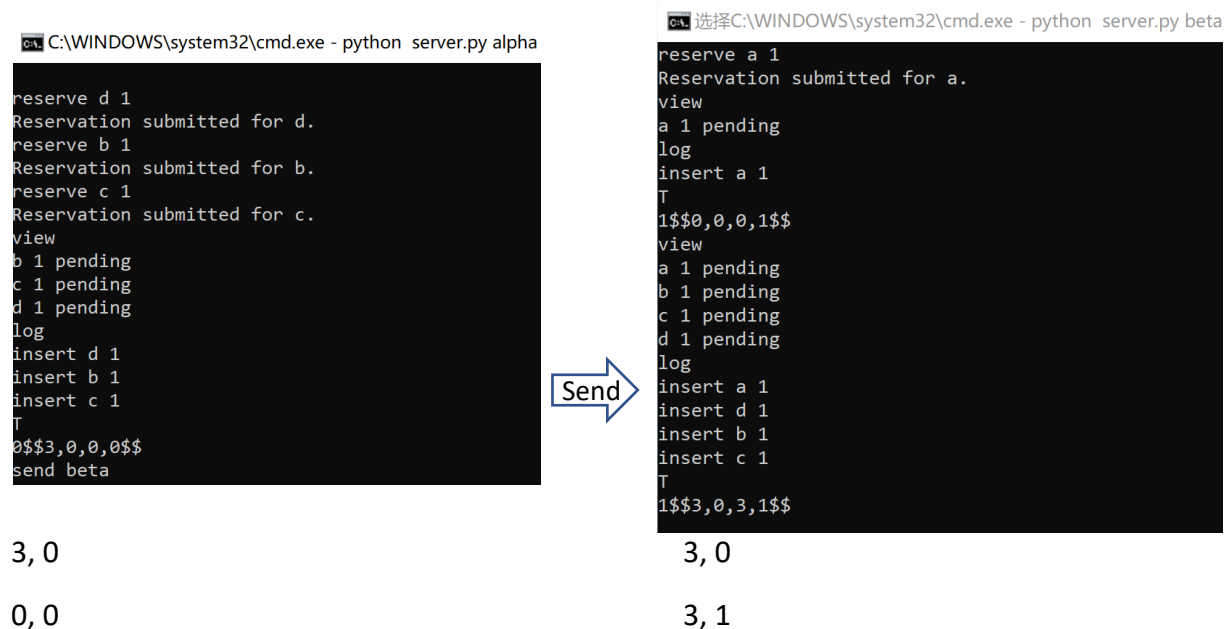 C:\WINDOWS\system32\cmd.exe - python  server.py alpha
reserve d 1
Reservation submitted for d.
reserve b 1
Reservation submitted for b.
reserve c 1
Reservation submitted for c.
view
b 1 pending
c 1 pending
d 1 pending
log
insert d 1
insert b 1
insert c 1
T
0$$3,0,0,0$$
send beta
3, 0
0, 0
Send
选择C:\WINDOWS\system32\cmd.exe - python  server.py beta
reserve a 1
Reservation submitted for a.
view
a 1 pending
log
insert a 1
T
1$$0,0,0,1$$
view
a 1 pending
b 1 pending
c 1 pending
d 1 pending
log
insert a 1
insert d 1
insert b 1
insert c 1
T
1$$3,0,3,1$$
3, 0
3, 1